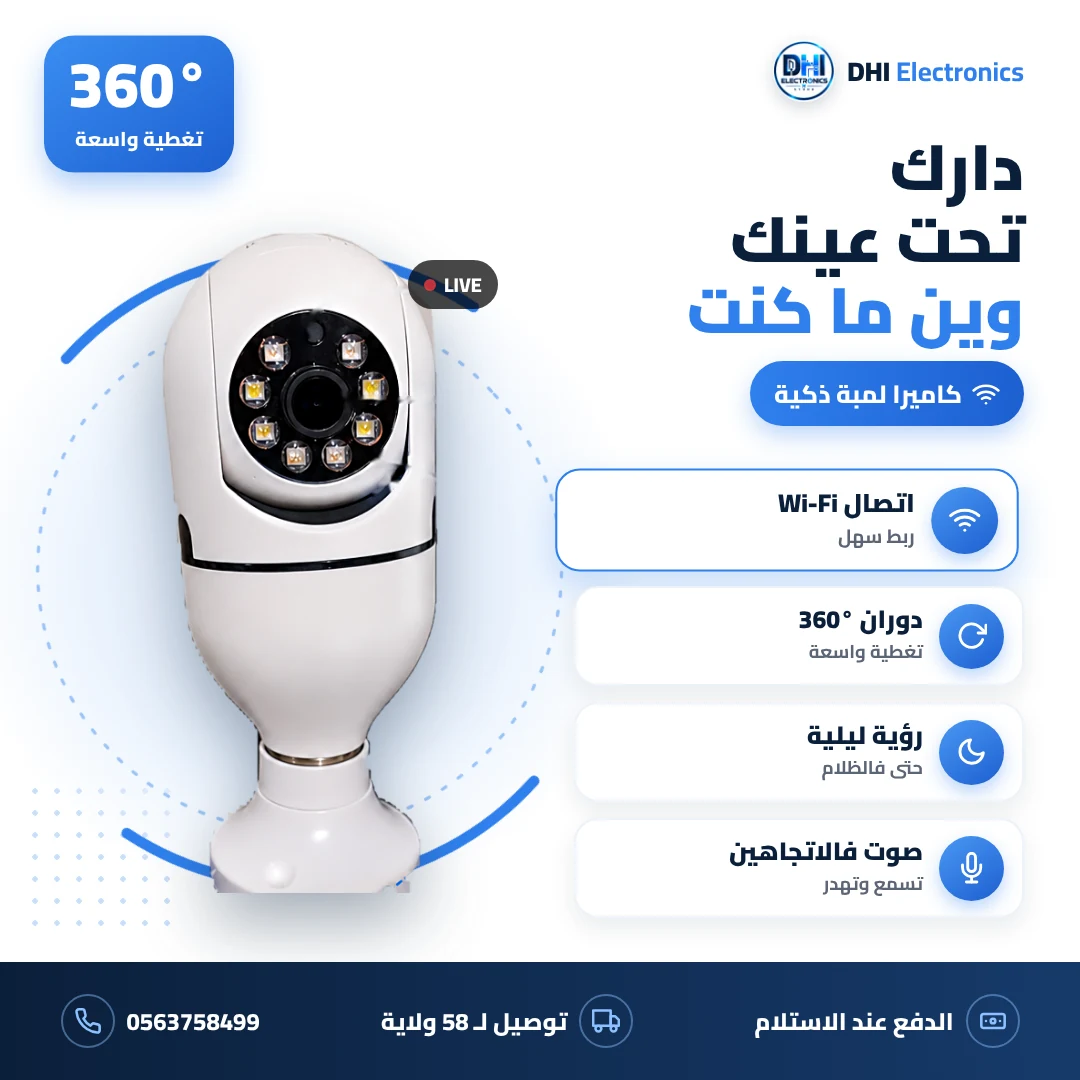 360°
تغطية واسعة
DHI ELECTRONICS
DHI Electronics
دارك
تحت عينك
وين ما كنت
كاميرا لمبة ذكية
LIVE
اتصال Wi-Fi
ربط سهل
دوران 360°
تغطية واسعة
رؤية ليلية
حتى فالظلام
صوت فالاتجاهين
تسمع وتهدر
الدفع عند الاستلام
توصيل لـ 58 ولاية
0563758499